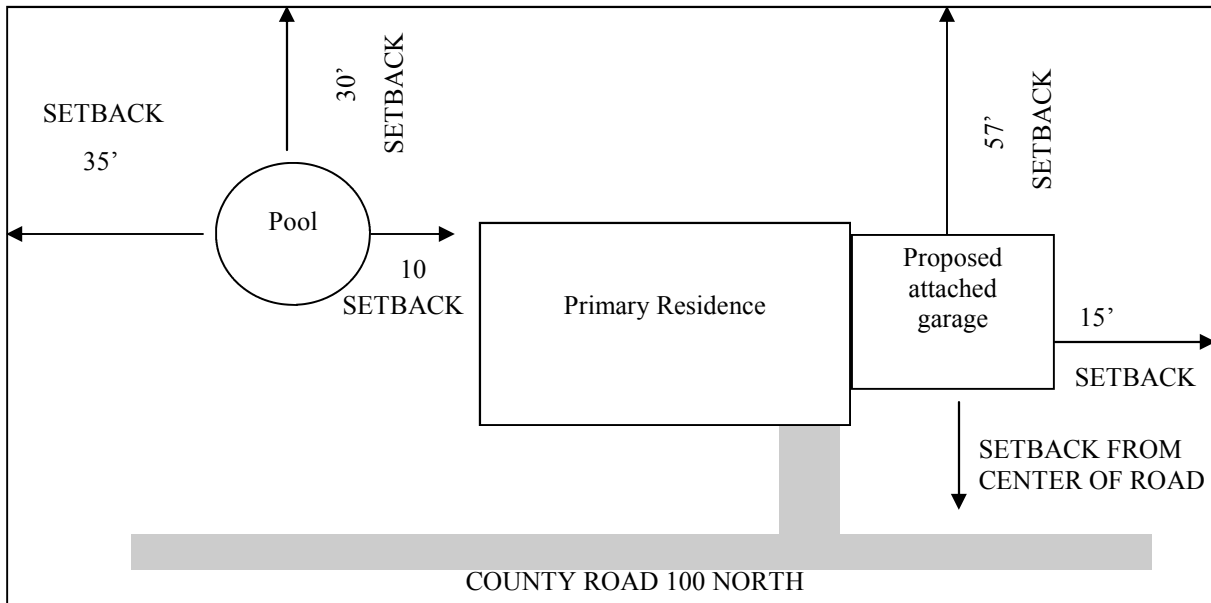 SETBACK
35’
30’
SETBACK
Pool
10
SETBACK
Primary Residence
57’
SETBACK
Proposed
attached
garage
15’
SETBACK
SETBACK FROM
CENTER OF ROAD
COUNTY ROAD 100 NORTH